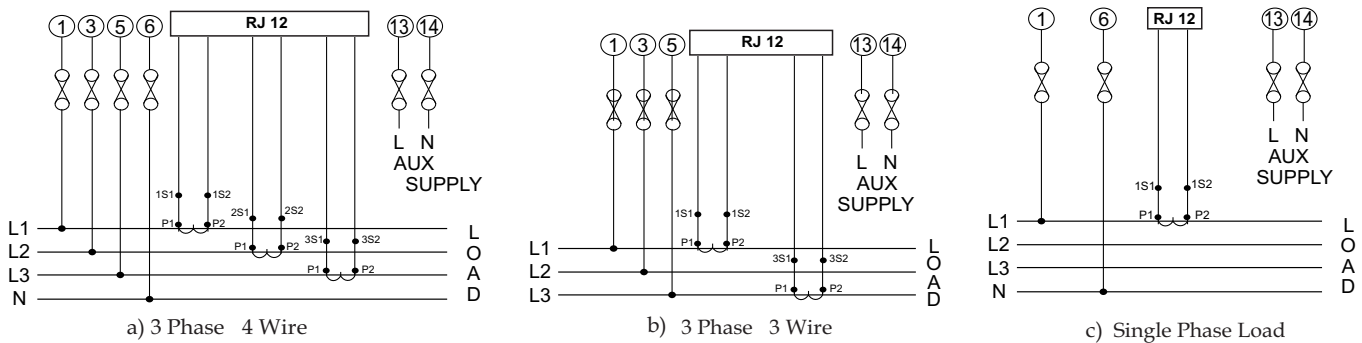 1 3 5 6 RJ 12 13 14
L N
AUX
SUPPLY
1S1 1S2
2S1 2S2
3S1 3S2
L1 P1 P2 L
L2 P1 P2 O
L3 P1 P2 A
N D
a) 3 Phase 4 Wire
1 3 5 RJ 12 13 14
L N
AUX
SUPPLY
1S1 1S2
L1 P1 P2 L
3S1 3S2 O
L2 A
L3 P1 P2 D
b) 3 Phase 3 Wire
1 6 RJ 12 13 14
L N
AUX
SUPPLY
1S1 1S2
L1 P1 P2 L
L2 O
L3 A
N D
c) Single Phase Load